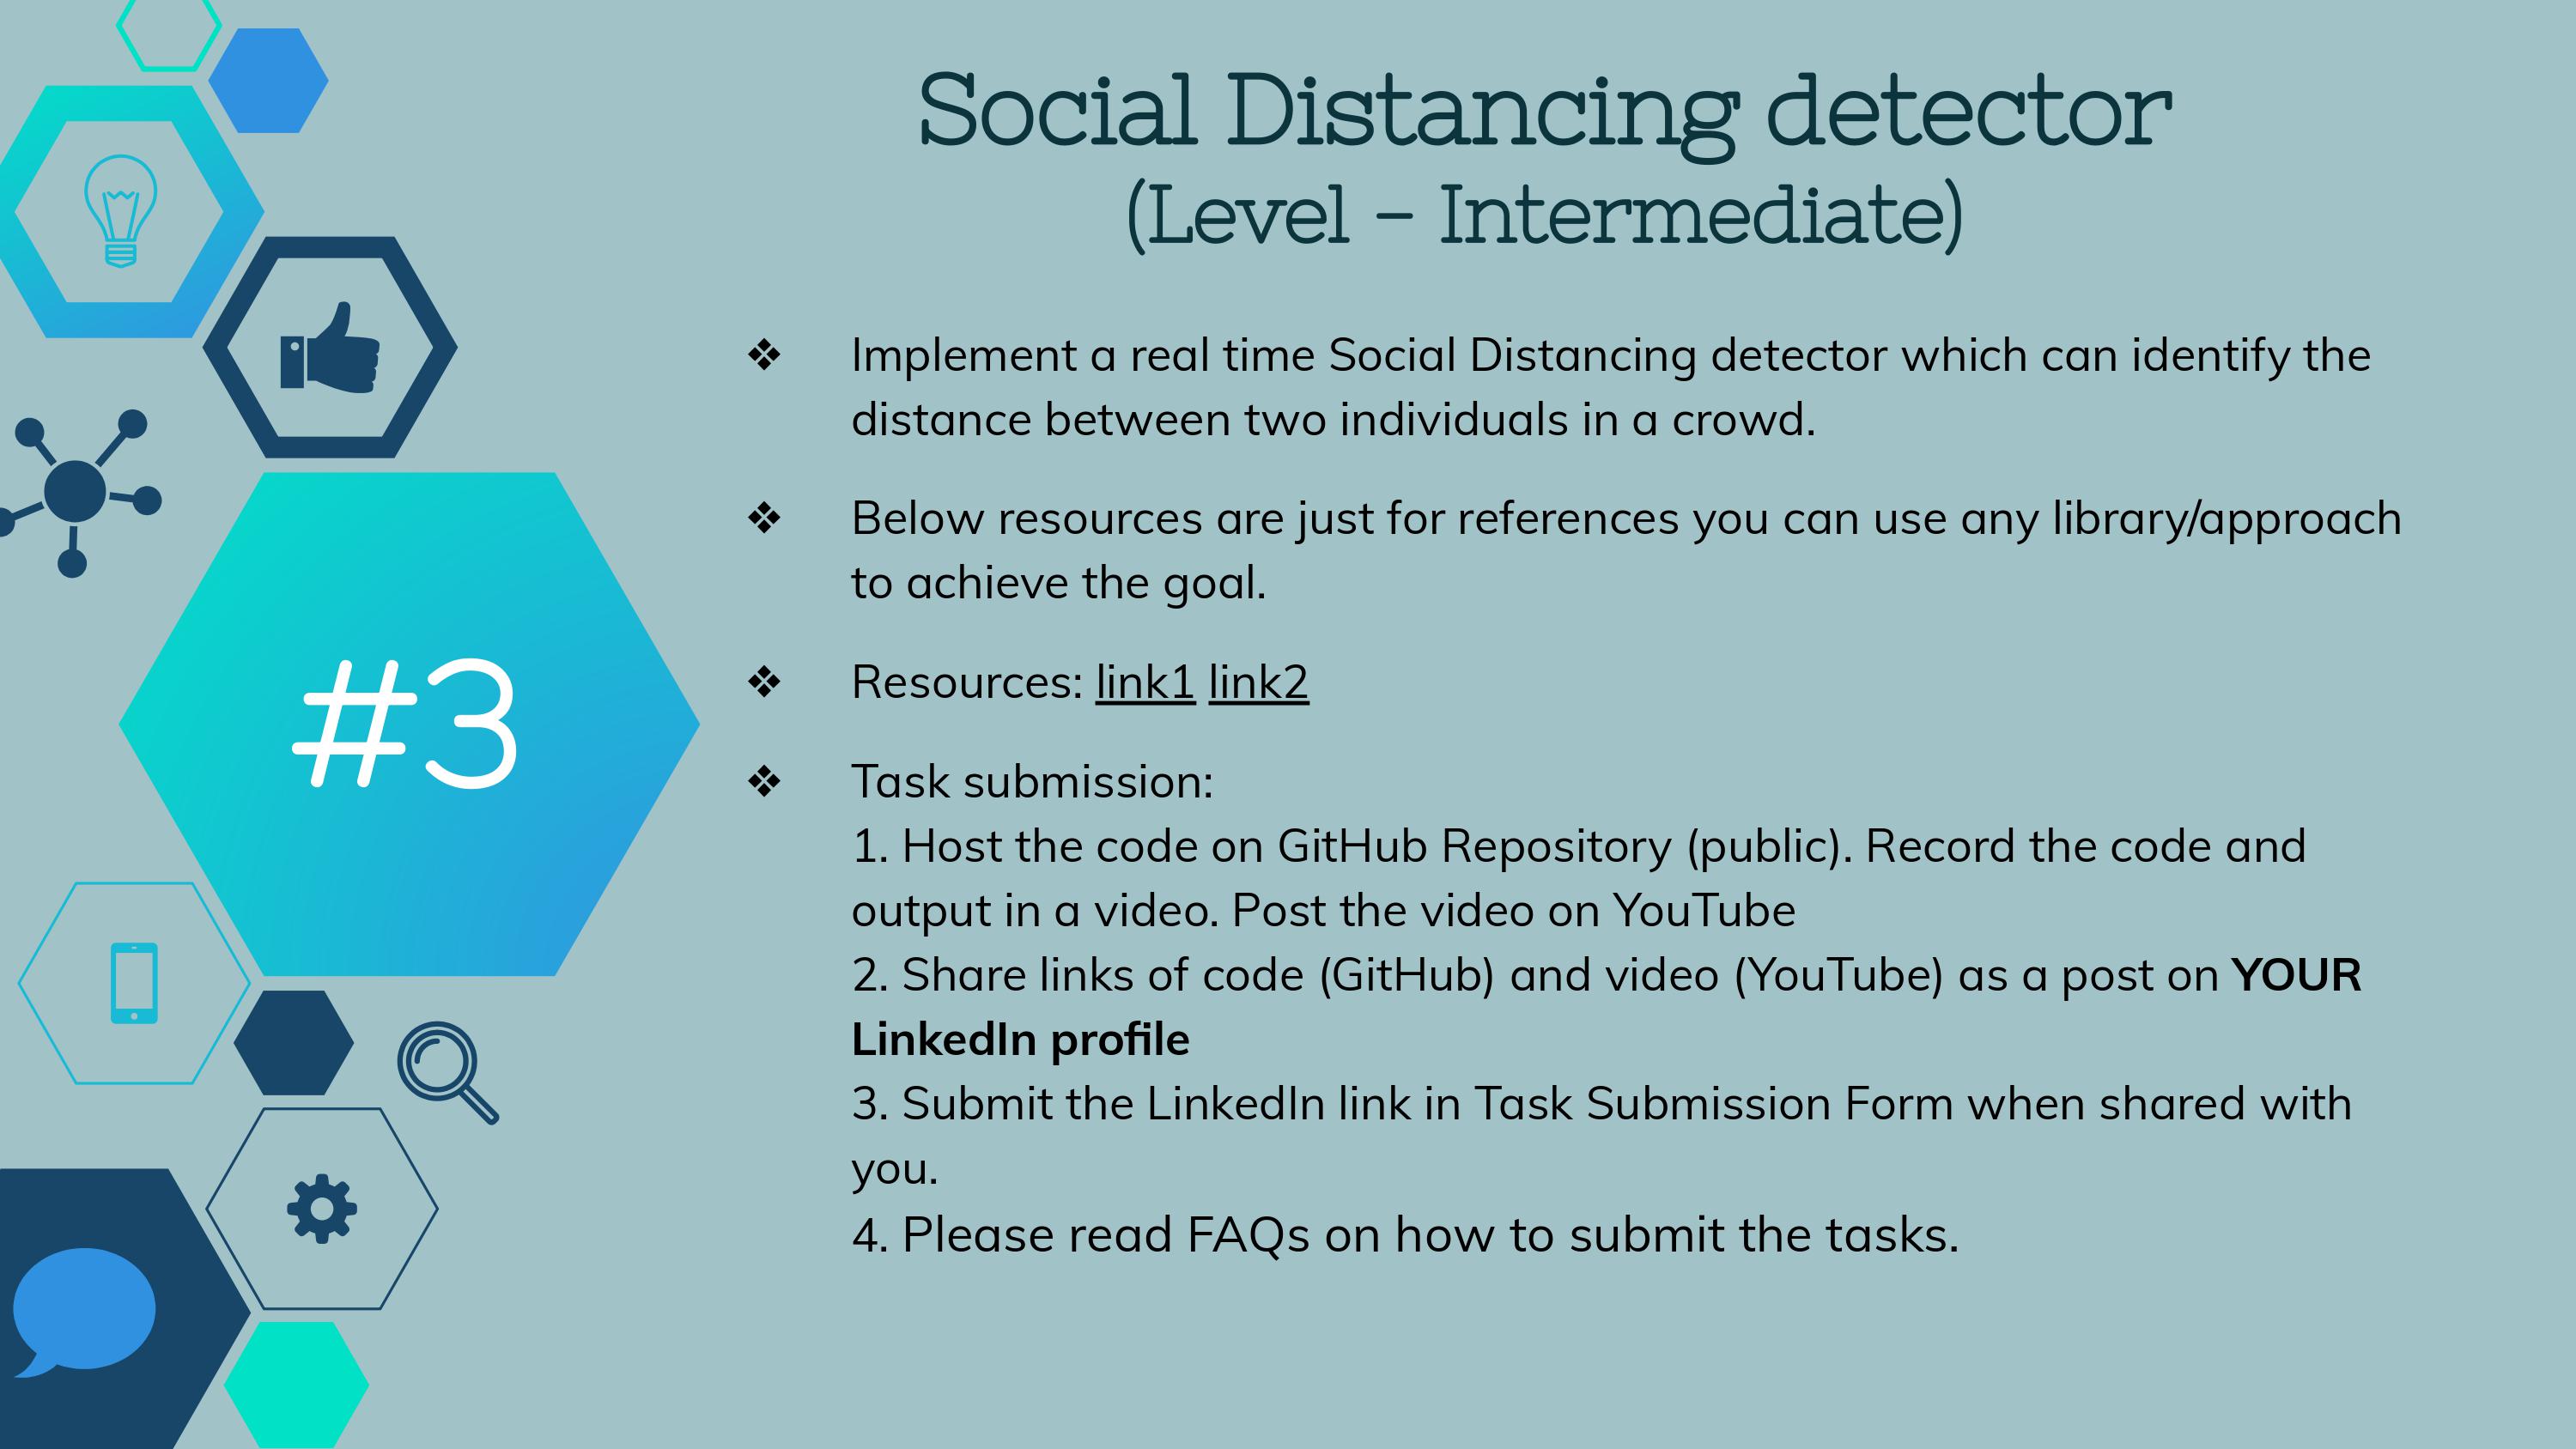 Social Distancing detector
(Level - Intermediate)
#3
❖ Implement a real time Social Distancing detector which can identify the
distance between two individuals in a crowd.
❖ Below resources are just for references you can use any library/approach
to achieve the goal.
❖ Resources: link1 link2
❖ Task submission:
1. Host the code on GitHub Repository (public). Record the code and
output in a video. Post the video on YouTube
2. Share links of code (GitHub) and video (YouTube) as a post on YOUR
LinkedIn profile
3. Submit the LinkedIn link in Task Submission Form when shared with
you.
4. Please read FAQs on how to submit the tasks.